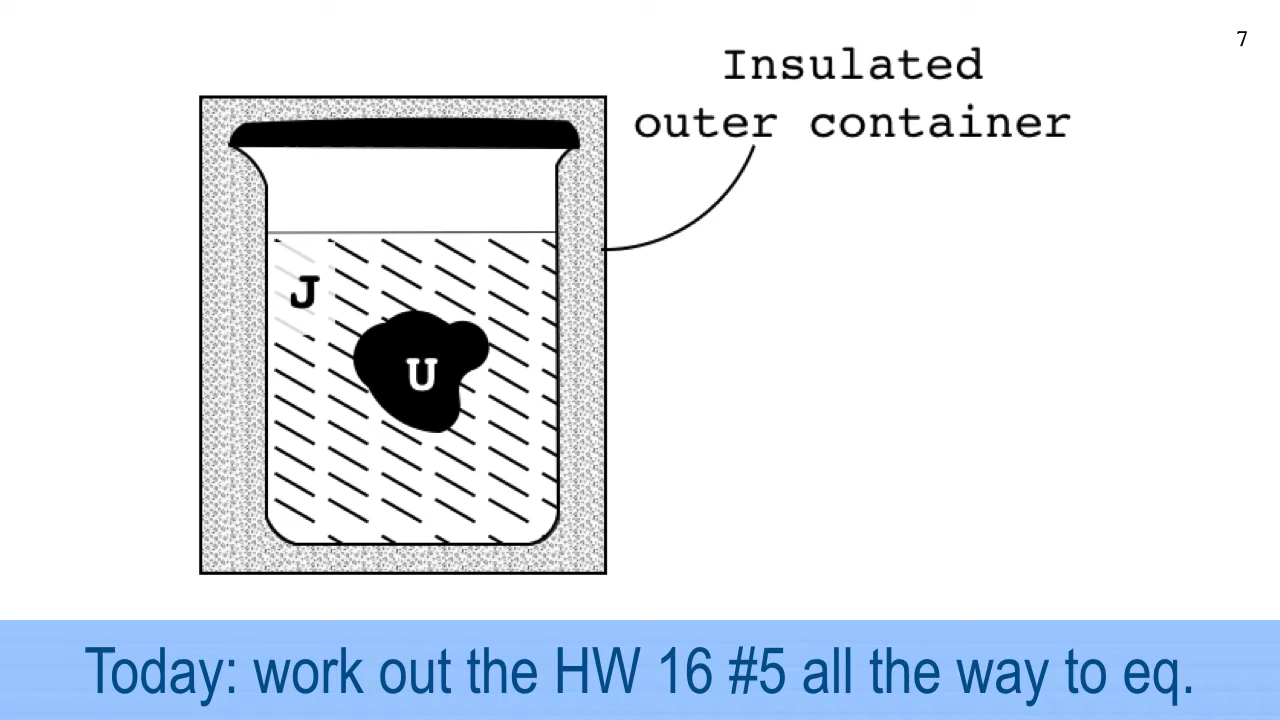 7
Insulated
outer container
J
U
Today: work out the HW 16 #5 all the way to eq.